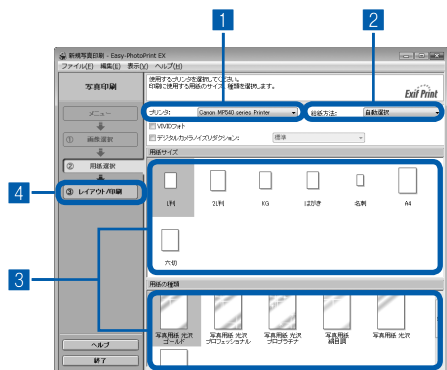 1
2
新規写真印刷 - Easy-PhotoPrint EX
ファイル(F) 編集(E) 表示(V) ヘルプ(H)
写真印刷
使用するプリンタを選択してください。
印刷に使用する用紙のサイズ、種類を選択します。
Exif Print
メニュー
プリンタ: Canon MP540 series Printer
給紙方法: 自動選択
VIVIDフォト
デジタルカメラノイズリダクション: 標準
① 画像選択
② 用紙選択
4
③ レイアウト/印刷
用紙サイズ
L判 2L判 KG はがき 名刺 A4
六切
3
用紙の種類
写真用紙 光沢 ゴールド
写真用紙 光沢 プロフェッショナル
写真用紙 光沢 プロプラチナ
写真用紙 絹目調
写真用紙 光沢
ヘルプ
終了